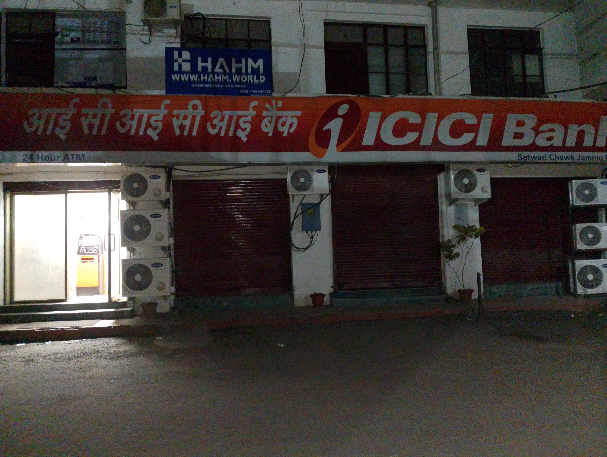 HAHM
WWW.HAHM.WORLD
आई सी आई सी आई बैंक
ICICI Bank
24 Hour ATM
Satwari Chowk Jammu